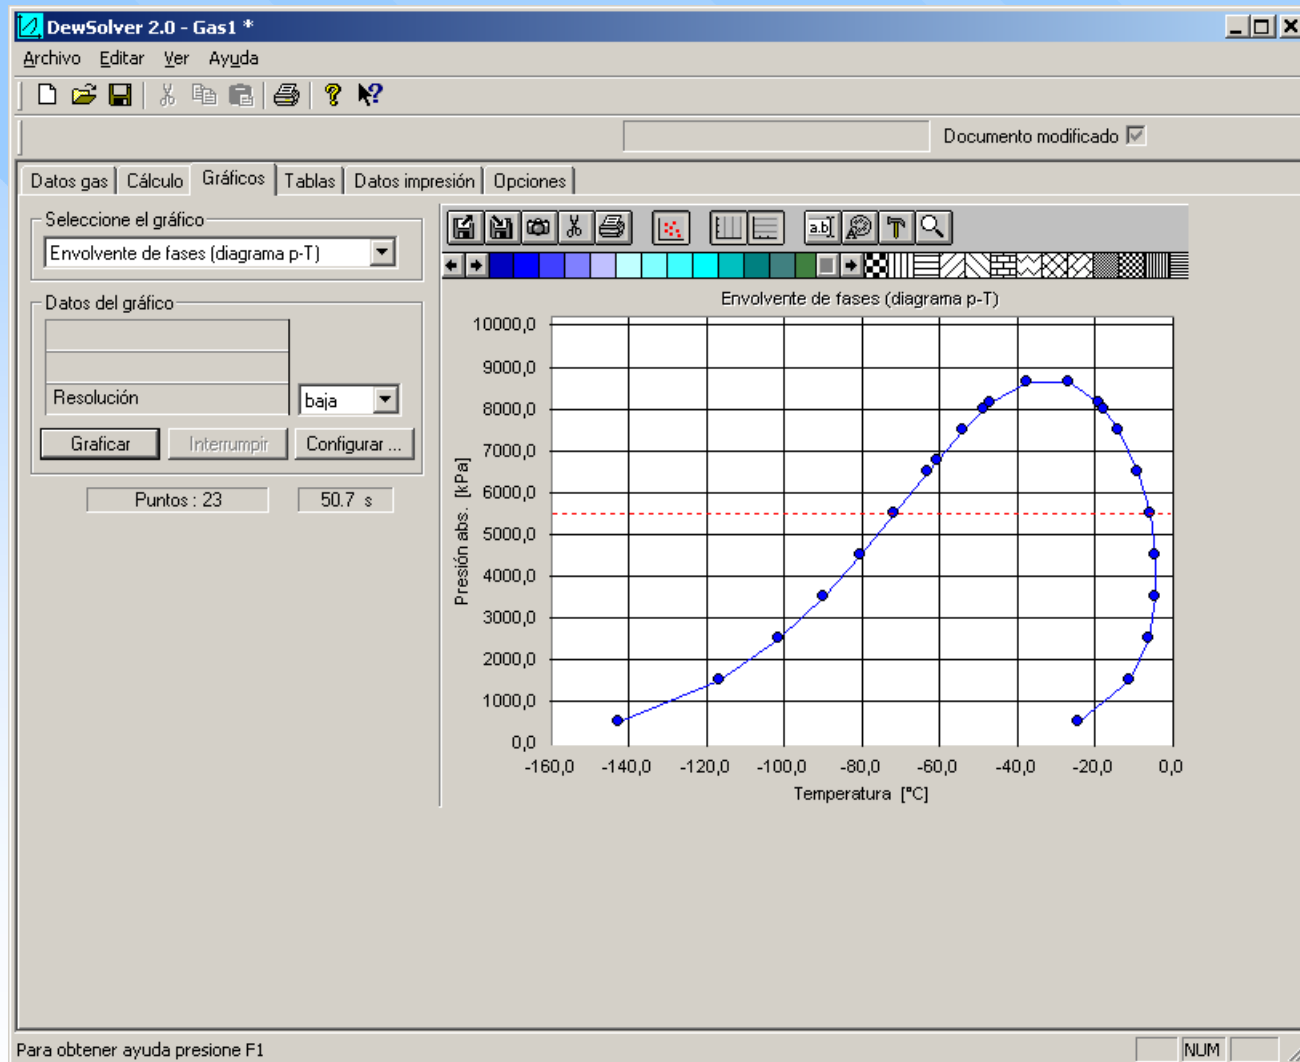 DewSolver 2.0 - Gas1 *
Archivo Editar Ver Ayuda
Documento modificado
Datos gas Cálculo Gráficos Tablas Datos impresión Opciones
Seleccione el gráfico
Envolvente de fases (diagrama p-T)
Datos del gráfico
Resolución baja
Graficar Interrumpir Configurar ...
Puntos : 23 50.7 s
a.b
Envolvente de fases (diagrama p-T)
10000,0
9000,0
8000,0
7000,0
6000,0
5000,0
4000,0
3000,0
2000,0
1000,0
0,0
Presión abs. [kPa]
-160,0 -140,0 -120,0 -100,0 -80,0 -60,0 -40,0 -20,0 0,0
Temperatura [°C]
Para obtener ayuda presione F1 NUM